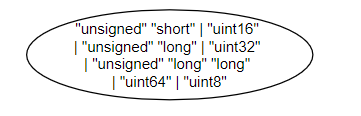 "unsigned" "short" | "uint16"
| "unsigned" "long" | "uint32"
| "unsigned" "long" "long"
| "uint64" | "uint8"